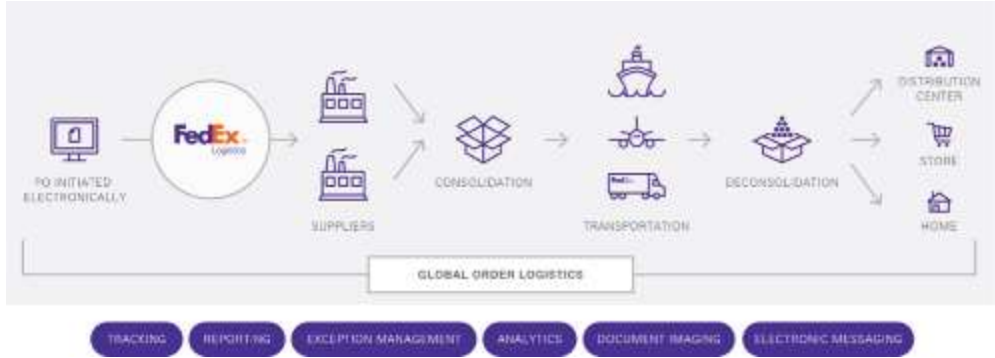 PO INITIATED
ELECTRONICALLY
FedEx
Logistics
SUPPLIERS
CONSOLIDATION
FedEx
TRANSPORTATION
DECONSOLIDATION
DISTRIBUTION
CENTER
STORE
HOME
GLOBAL ORDER LOGISTICS
TRACKING
REPORTING
EXCEPTION MANAGEMENT
ANALYTICS
DOCUMENT IMAGING
ELECTRONIC MESSAGING